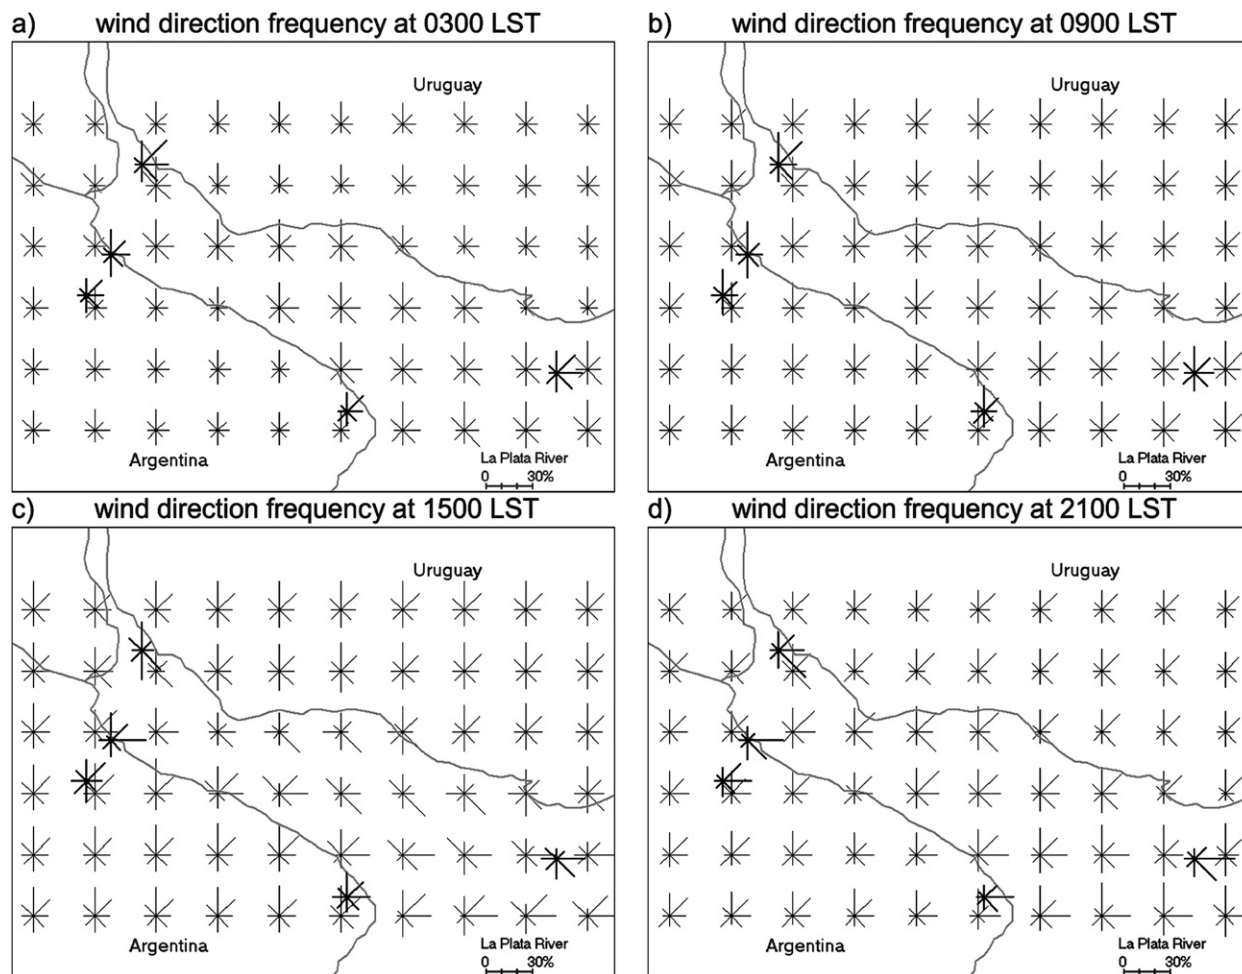 a) wind direction frequency at 0300 LST
Uruguay
Argentina
La Plata River
0 30%
b) wind direction frequency at 0900 LST
Uruguay
Argentina
La Plata River
0 30%
c) wind direction frequency at 1500 LST
Uruguay
Argentina
La Plata River
0 30%
d) wind direction frequency at 2100 LST
Uruguay
Argentina
La Plata River
0 30%